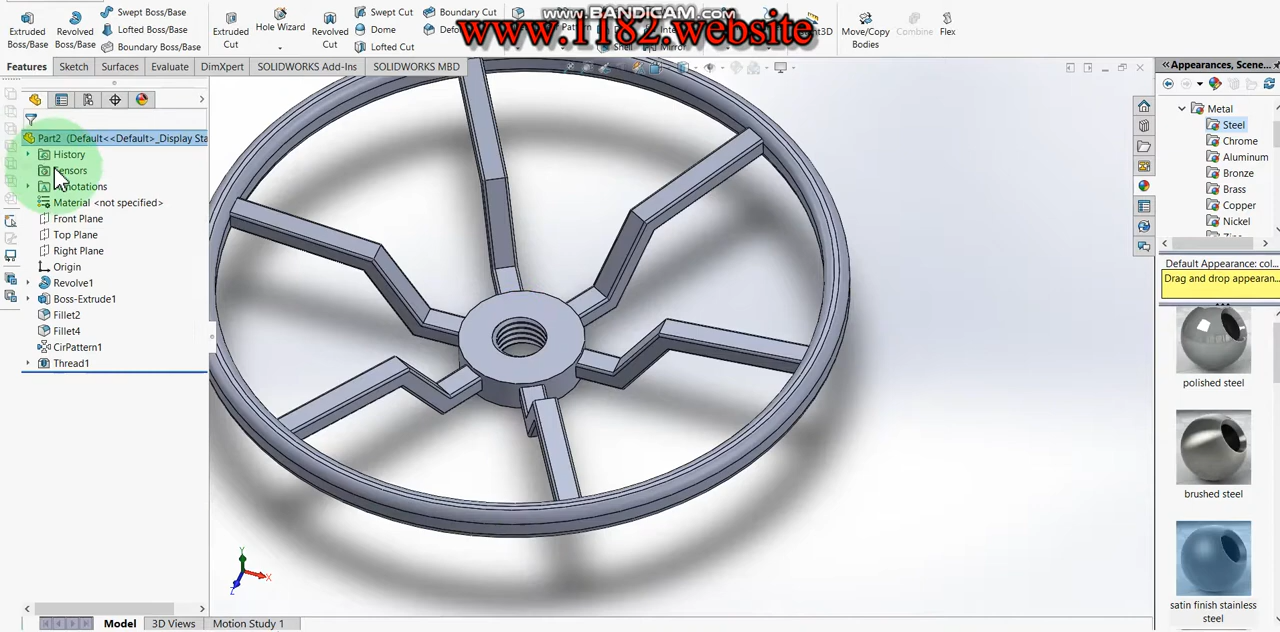 www.BANDICAM.com
www.1182.website
Extruded Boss/Base
Revolved Boss/Base
Swept Boss/Base
Lofted Boss/Base
Boundary Boss/Base
Extruded Cut
Hole Wizard
Revolved Cut
Swept Cut
Dome
Lofted Cut
Boundary Cut
Shell
Mirror
Move/Copy Bodies
Combine
Flex
Features
Sketch
Surfaces
Evaluate
DimXpert
SOLIDWORKS Add-Ins
SOLIDWORKS MBD
Part2 (Default<<Default>_Display Sta
History
Sensors
Annotations
Material <not specified>
Front Plane
Top Plane
Right Plane
Origin
Revolve1
Boss-Extrude1
Fillet2
Fillet4
CirPattern1
Thread1
Y
X
Z
Appearances, Scene...
Metal
Steel
Chrome
Aluminum
Bronze
Brass
Copper
Nickel
Default Appearance: col...
Drag and drop appearan...
polished steel
brushed steel
satin finish stainless
steel
Model
3D Views
Motion Study 1